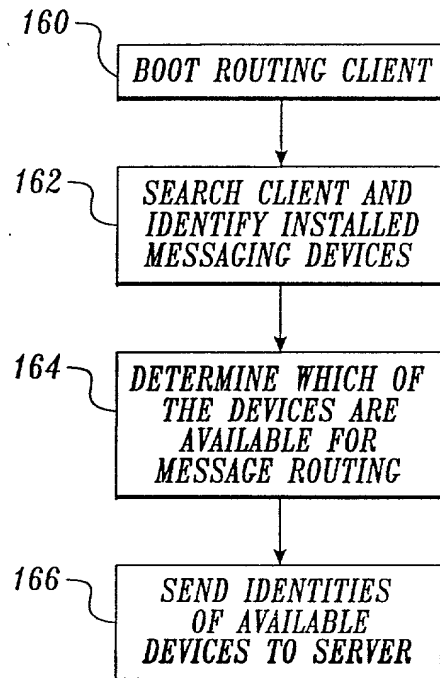 160
BOOT ROUTING CLIENT
162
SEARCH CLIENT AND
IDENTIFY INSTALLED
MESSAGING DEVICES
164
DETERMINE WHICH OF
THE DEVICES ARE
AVAILABLE FOR
MESSAGE ROUTING
166
SEND IDENTITIES
OF AVAILABLE
DEVICES TO SERVER